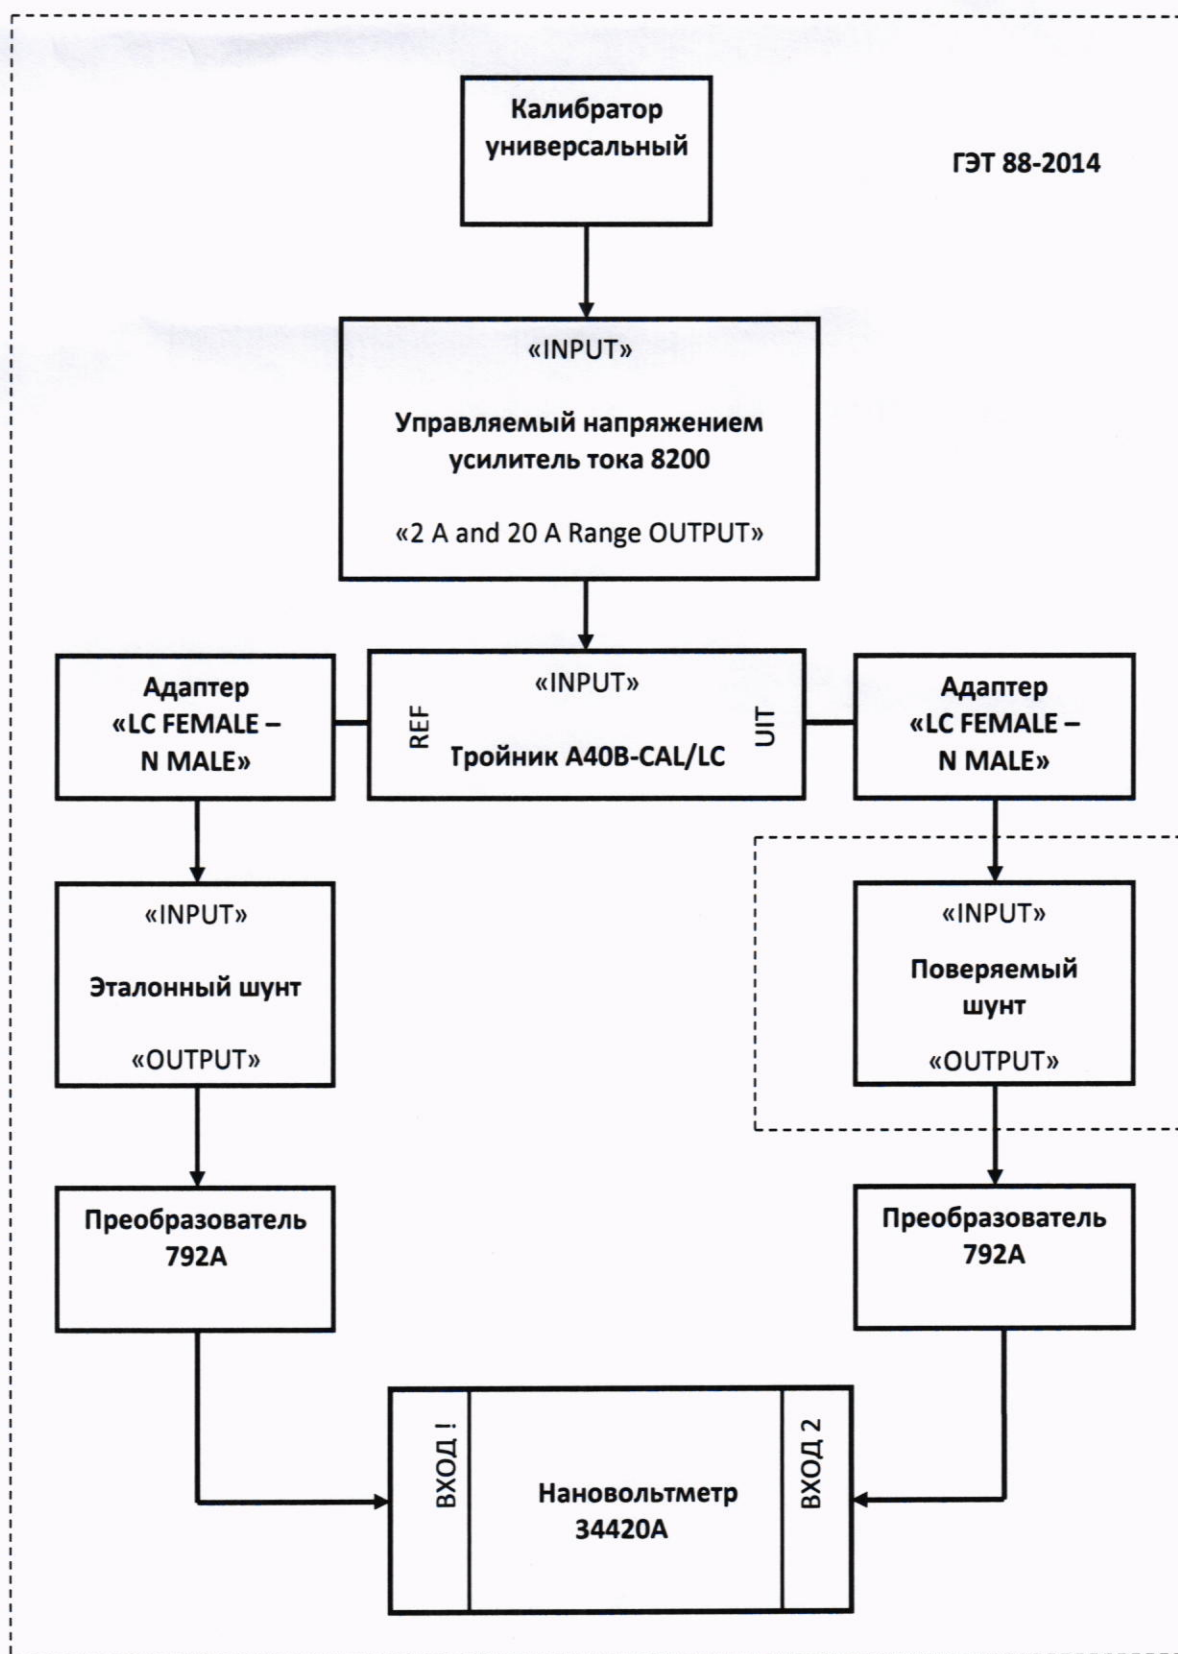 Калибратор
универсальный
ГЭТ 88-2014
«INPUT»
Управляемый напряжением
усилитель тока 8200
«2 A and 20 A Range OUTPUT»
Адаптер
«LC FEMALE –
N MALE»
REF
«INPUT»
Тройник A40B-CAL/LC
UIT
Адаптер
«LC FEMALE –
N MALE»
«INPUT»
Эталонный шунт
«OUTPUT»
«INPUT»
Поверяемый
шунт
«OUTPUT»
Преобразователь
792A
Преобразователь
792A
ВХОД !
Нановольтметр
34420A
ВХОД 2